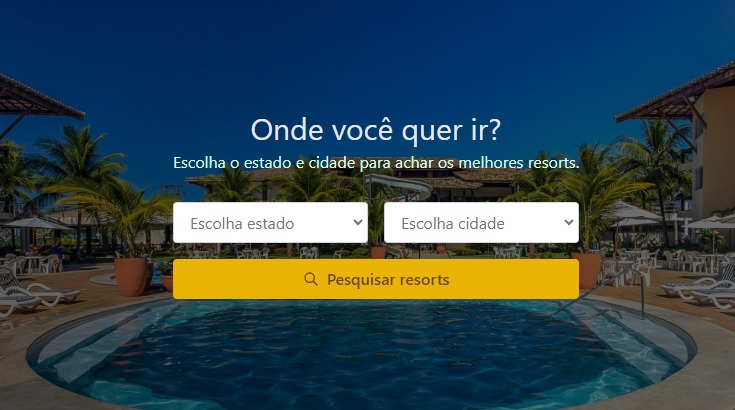 Onde você quer ir?
Escolha o estado e cidade para achar os melhores resorts.
Escolha estado
Escolha cidade
Pesquisar resorts